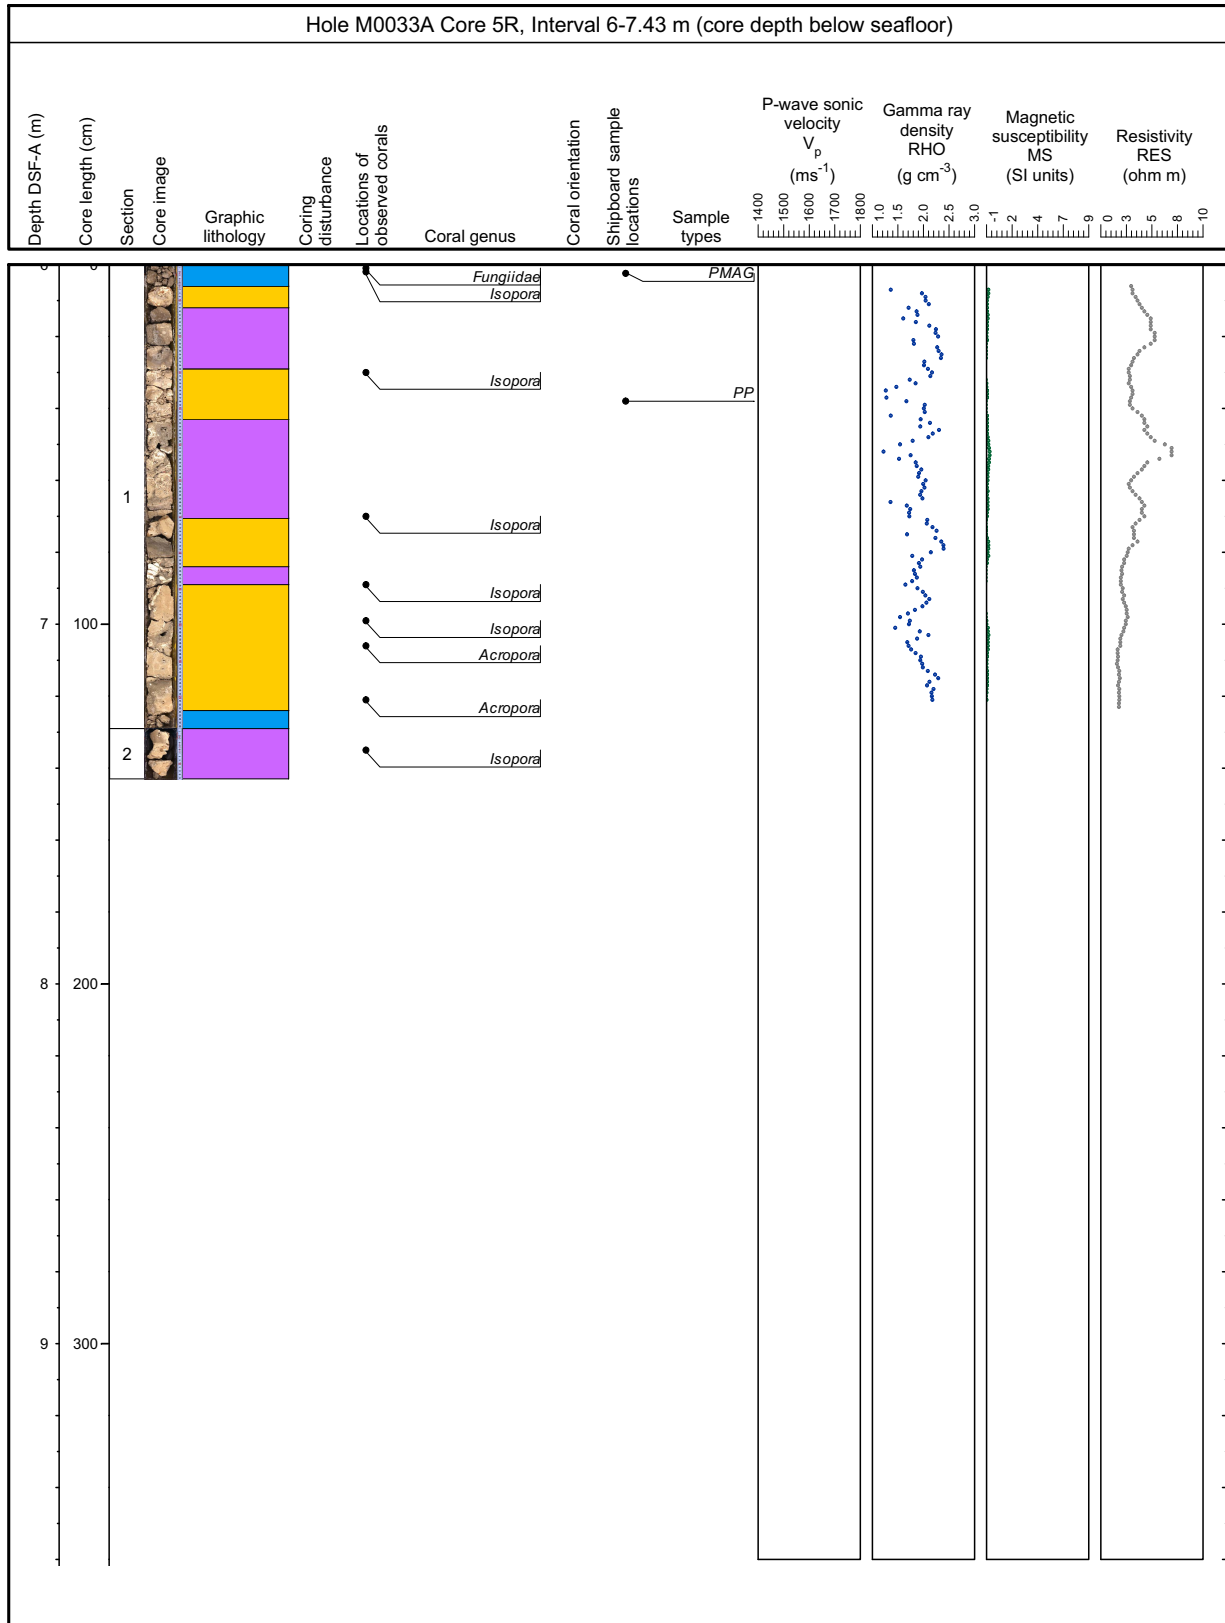 Hole M0033A Core 5R, Interval 6-7.43 m (core depth below seafloor)
Depth DSF-A (m)
Core length (cm)
Section
Core image
Graphic
lithology
Coring
disturbance
Locations of
observed corals
Coral genus
Coral orientation
Shipboard sample
locations
Sample
types
P-wave sonic
velocity
Vp
(ms-1)
1400 1500 1600 1700 1800
Gamma ray
density
RHO
(g cm-3)
1.0 1.5 2.0 2.5 3.0
Magnetic
susceptibility
MS
(SI units)
-1 2 4 7 9
Resistivity
RES
(ohm m)
0 3 5 8 10
Fungiidae
PMAG
Isopora
Isopora
PP
1
Isopora
Isopora
7 100
Isopora
Acropora
Acropora
2
Isopora
8 200
9 300